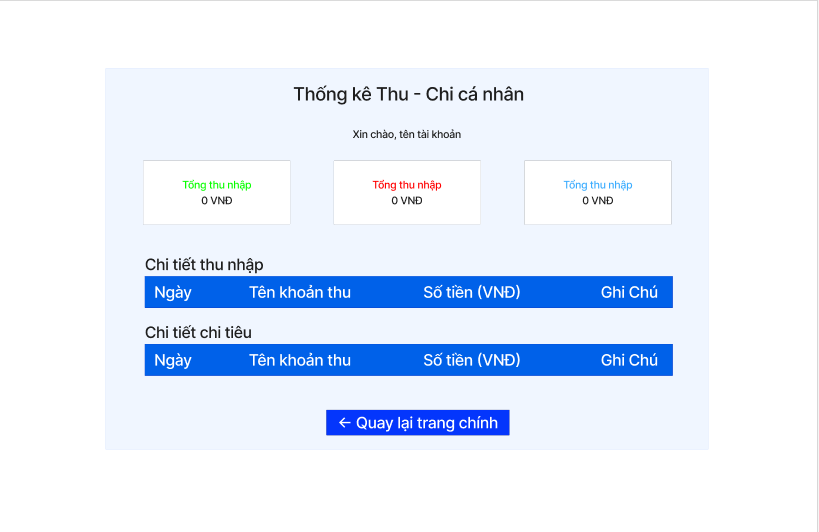 Thống kê Thu - Chi cá nhân
Xin chào, tên tài khoản
Tổng thu nhập Tổng thu nhập Tổng thu nhập
0 VNĐ 0 VNĐ 0 VNĐ
Chi tiết thu nhập
Ngày Tên khoản thu Số tiền (VNĐ) Ghi Chú
Chi tiết chi tiêu
Ngày Tên khoản thu Số tiền (VNĐ) Ghi Chú
← Quay lại trang chính